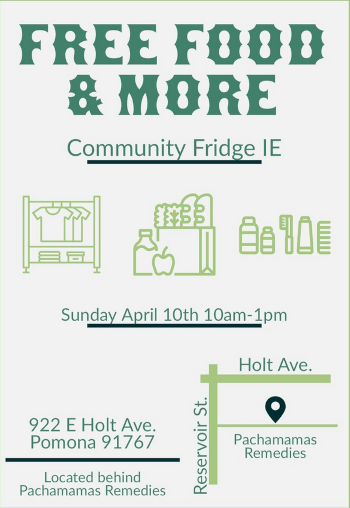 FREE FOOD
& MORE
Community Fridge IE
Sunday April 10th 10am-1pm
Holt Ave.
Reservoir St.
Pachamamas
Remedies
922 E Holt Ave.
Pomona 91767
Located behind
Pachamamas Remedies